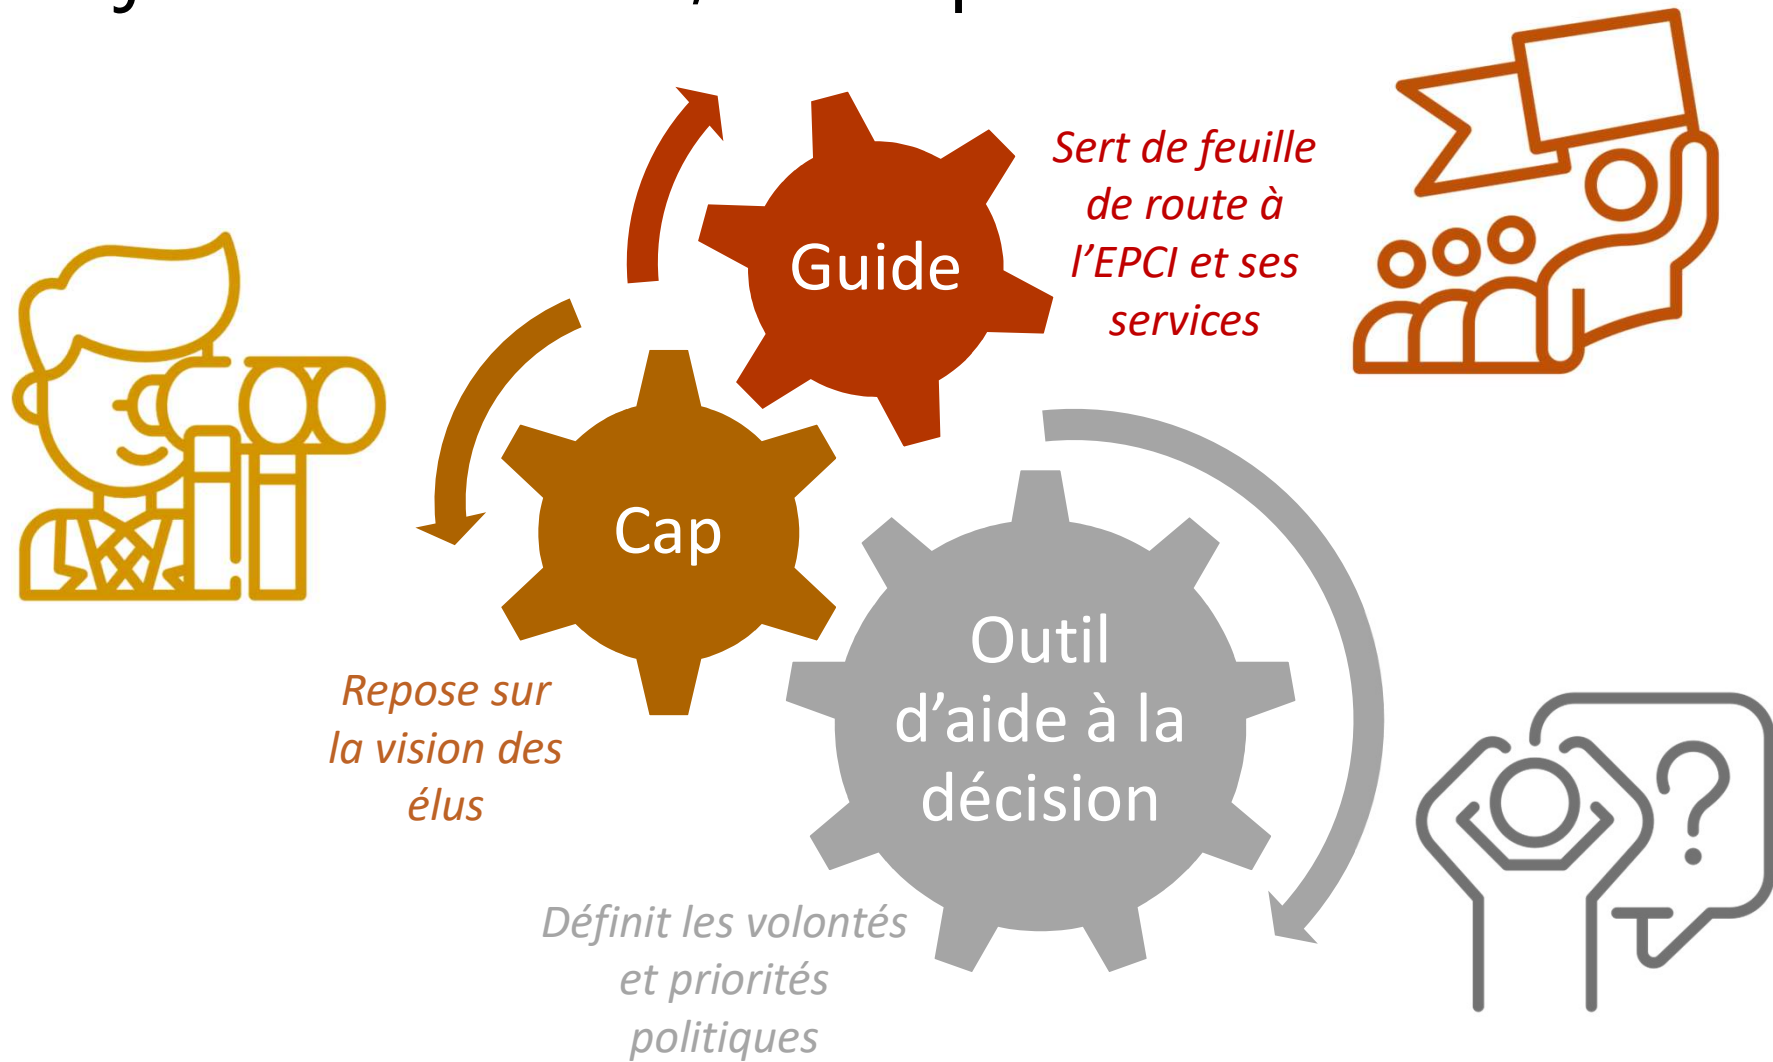 Guide
Sert de feuille
de route à
l’EPCI et ses
services
Cap
Repose sur
la vision des
élus
Outil
d’aide à la
décision
Définit les volontés
et priorités
politiques
?